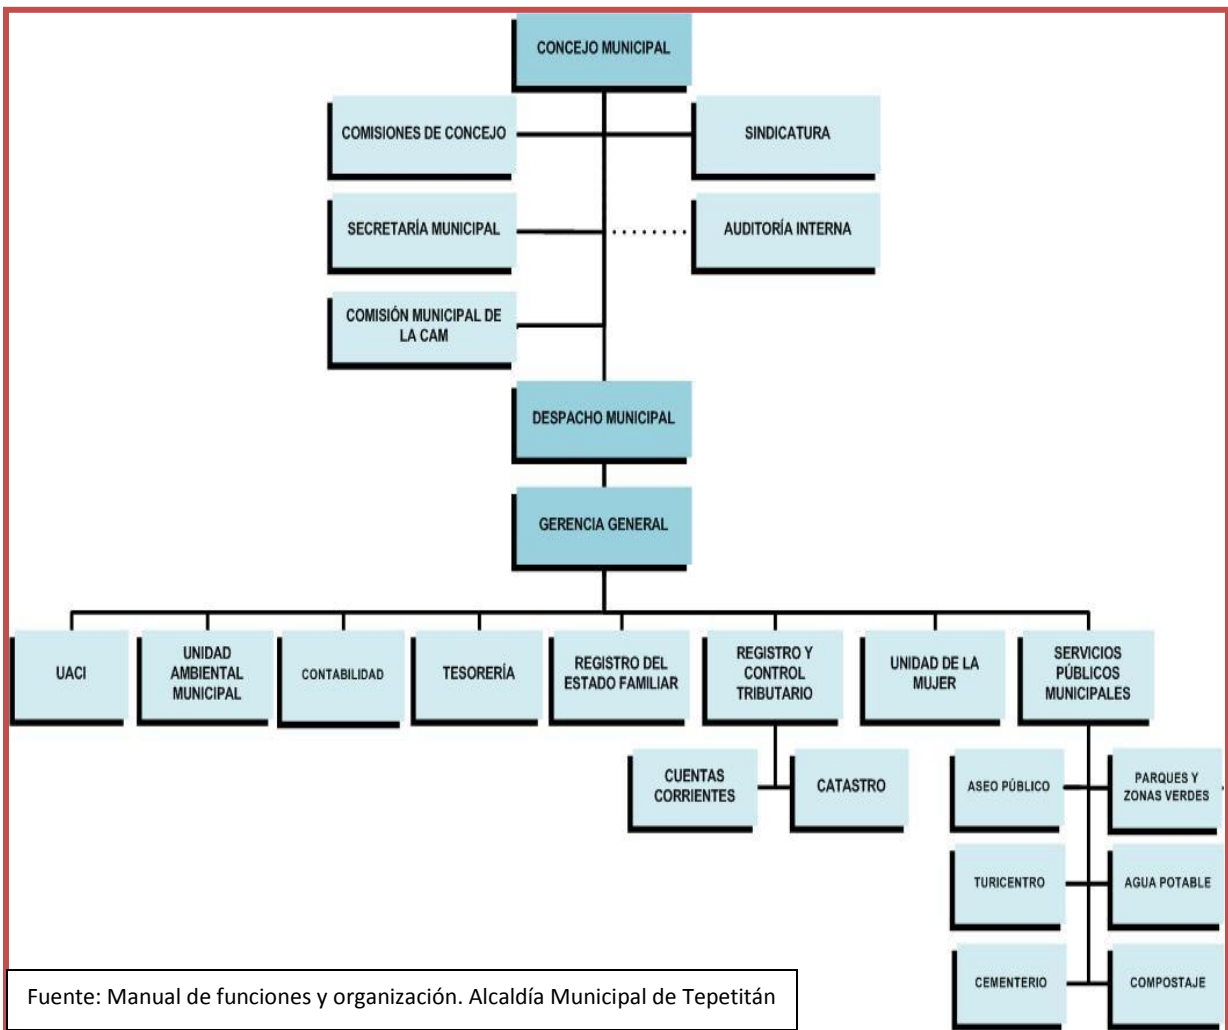 CONCEJO MUNICIPAL
COMISIONES DE CONCEJO
SINDICATURA
SECRETARÍA MUNICIPAL
AUDITORÍA INTERNA
COMISIÓN MUNICIPAL DE
LA CAM
DESPACHO MUNICIPAL
GERENCIA GENERAL
UACI
UNIDAD
AMBIENTAL
MUNICIPAL
CONTABILIDAD
TESORERÍA
REGISTRO DEL
ESTADO FAMILIAR
REGISTRO Y
CONTROL
TRIBUTARIO
UNIDAD DE LA
MUJER
SERVICIOS
PÚBLICOS
MUNICIPALES
CUENTAS
CORRIENTES
CATASTRO
ASEO PÚBLICO
PARQUES Y
ZONAS VERDES
TURICENTRO
AGUA POTABLE
CEMENTERIO
COMPOSTAJE
Fuente: Manual de funciones y organización. Alcaldía Municipal de Tepetitán